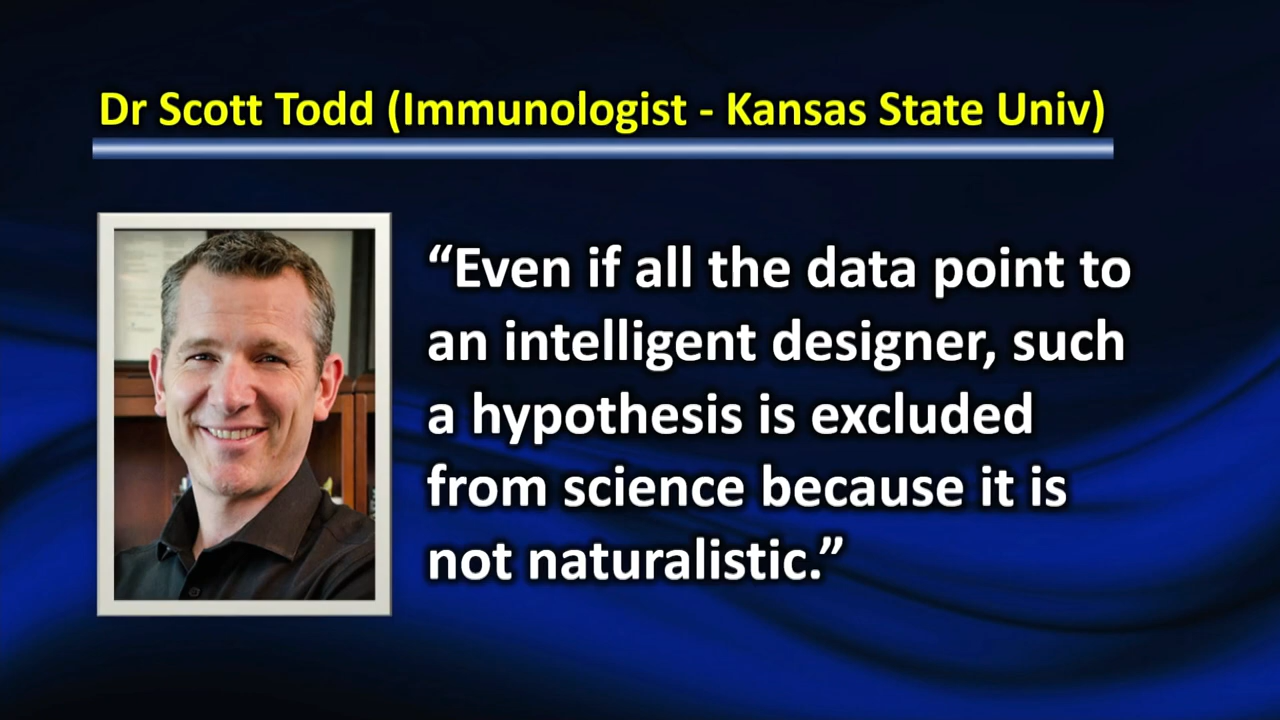 Dr Scott Todd (Immunologist - Kansas State Univ)
“Even if all the data point to
an intelligent designer, such
a hypothesis is excluded
from science because it is
not naturalistic.”